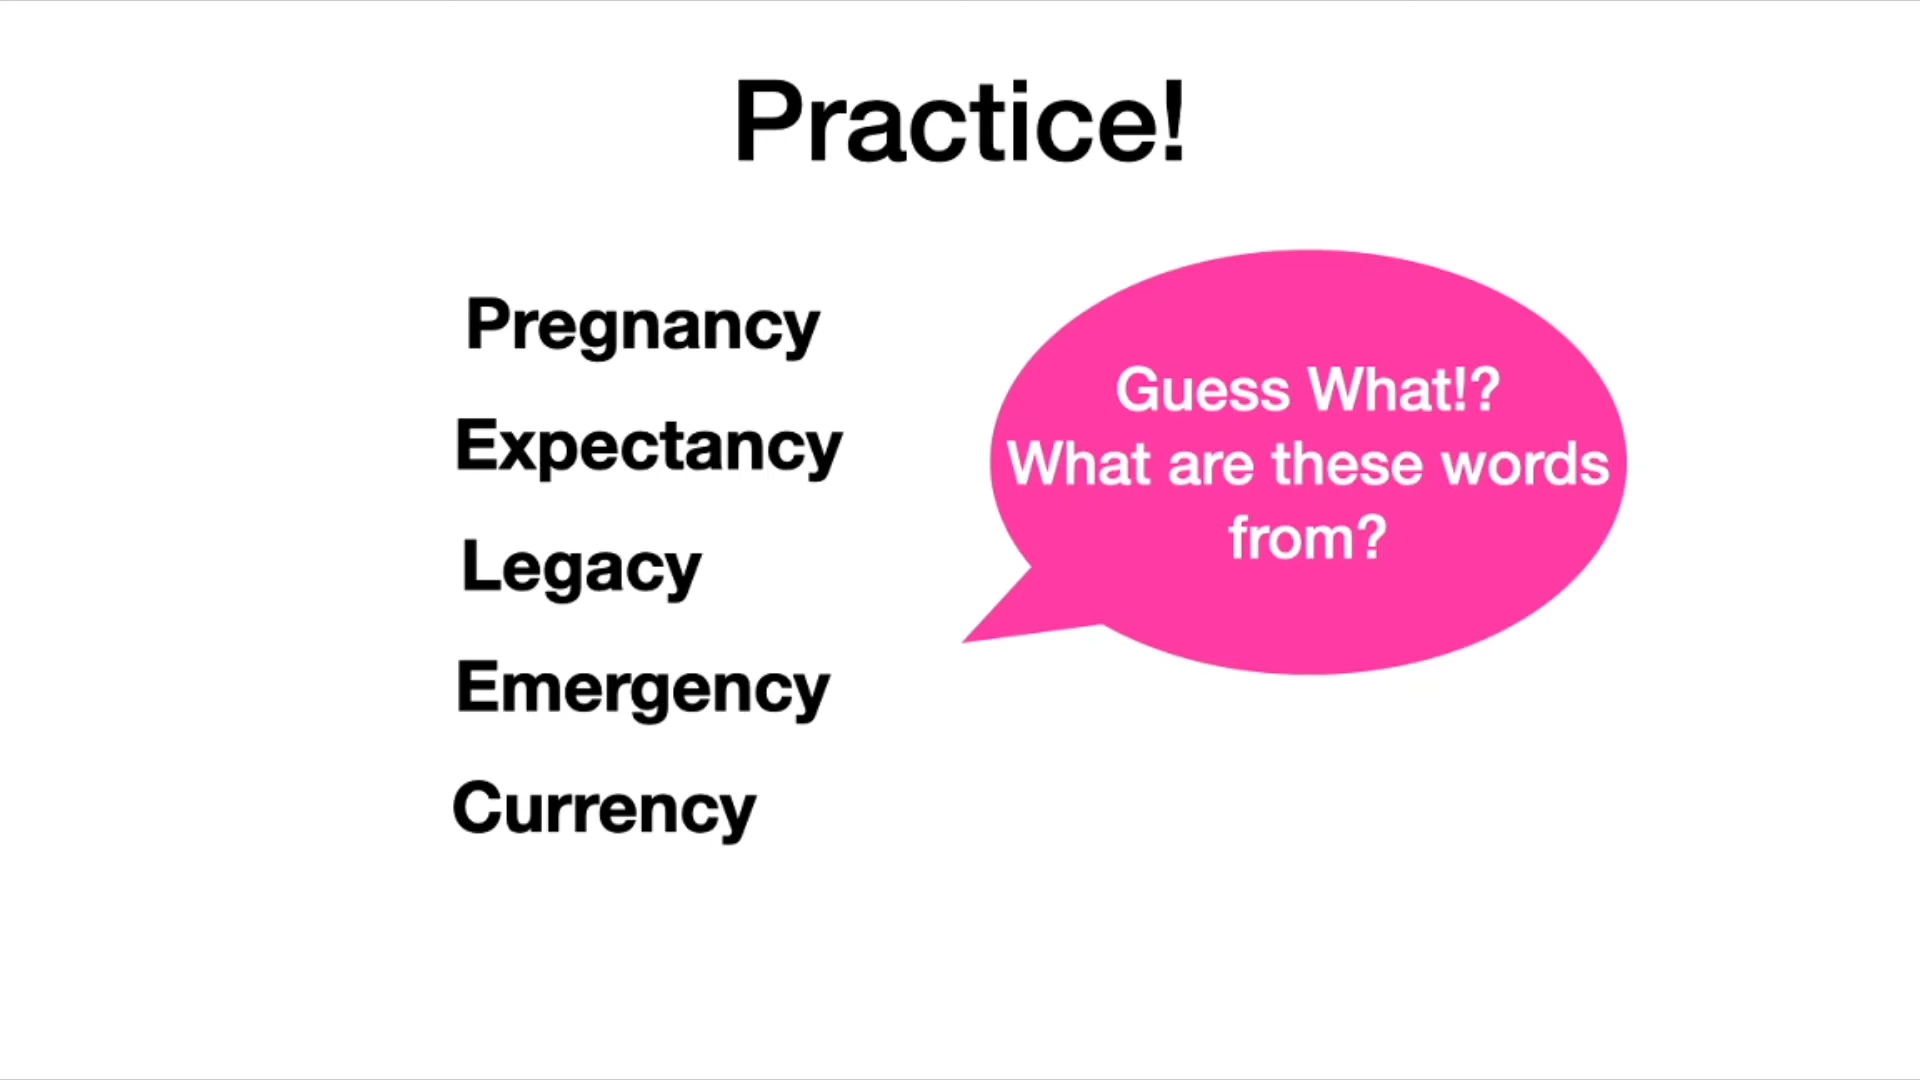 Practice!
Pregnancy
Expectancy
Legacy
Emergency
Currency
Guess What!?
What are these words
from?